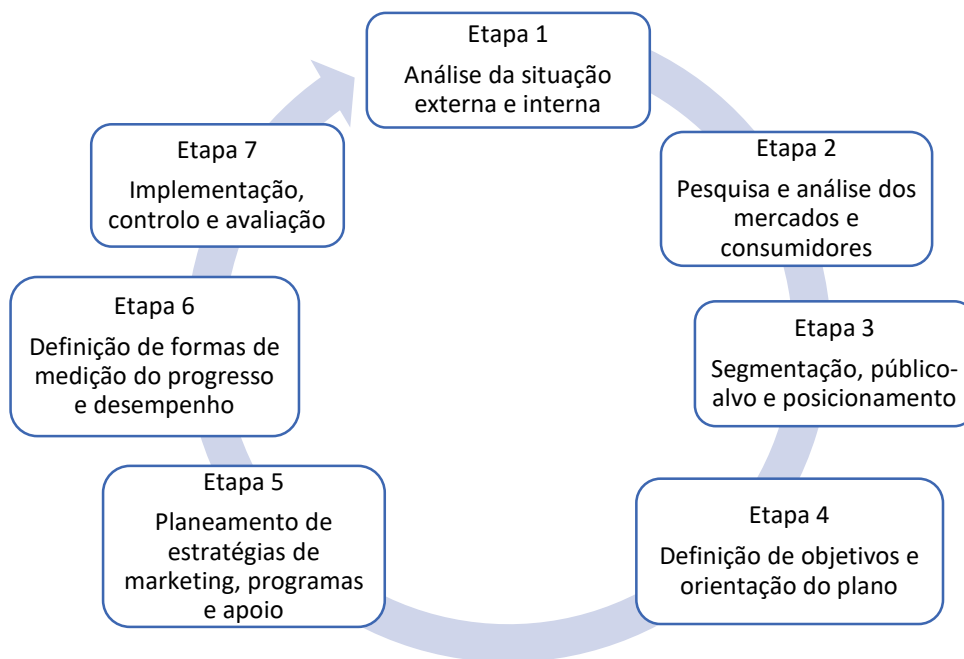 Etapa 1
Análise da situação
externa e interna
Etapa 2
Pesquisa e análise dos
mercados e
consumidores
Etapa 3
Segmentação, público-
alvo e posicionamento
Etapa 4
Definição de objetivos e
orientação do plano
Etapa 5
Planeamento de
estratégias de
marketing, programas
e apoio
Etapa 6
Definição de formas de
medição do progresso
e desempenho
Etapa 7
Implementação,
controlo e avaliação